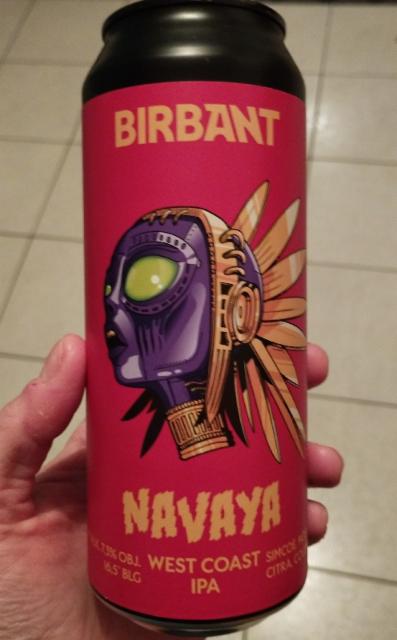 BIRBANT
NAVAYA
7,3% OBJ. WEST COAST SIMCOE
16,5° BLG IPA CITRA